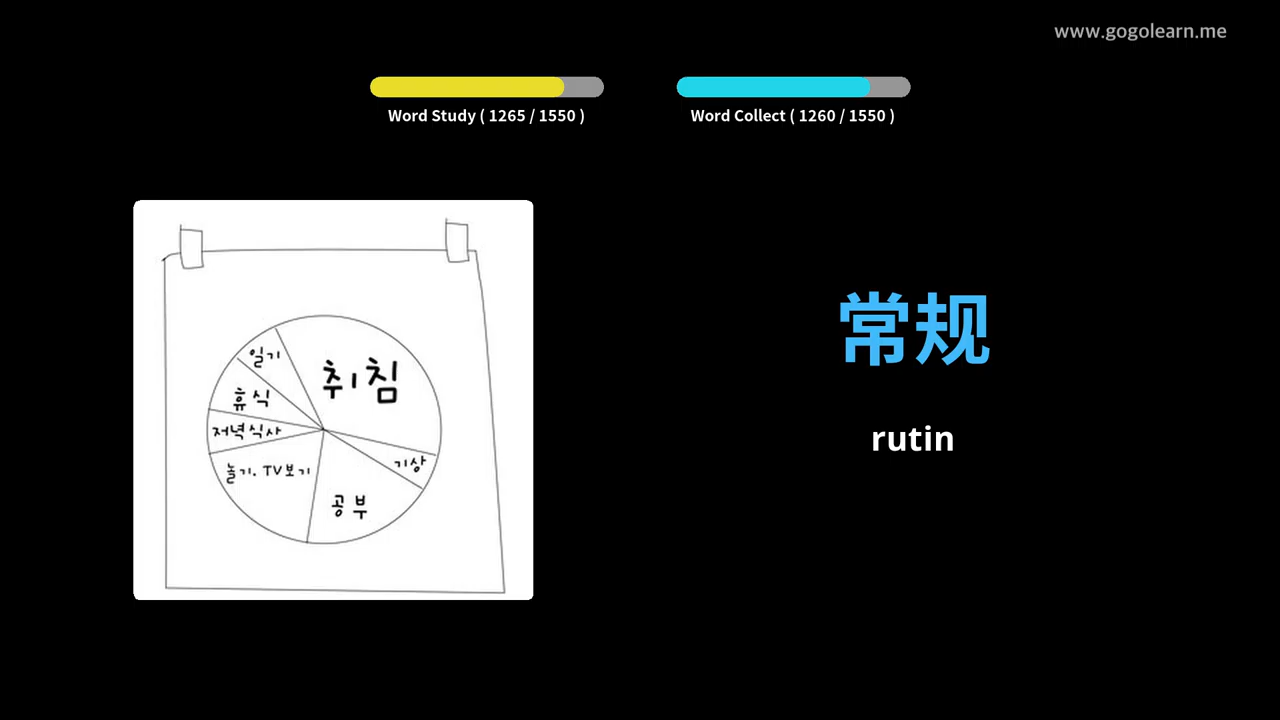 www.gogolearn.me
Word Study ( 1265 / 1550 )
Word Collect ( 1260 / 1550 )
일기
취침
휴식
저녁식사
놀기. TV보기
기상
공부
常规
rutin